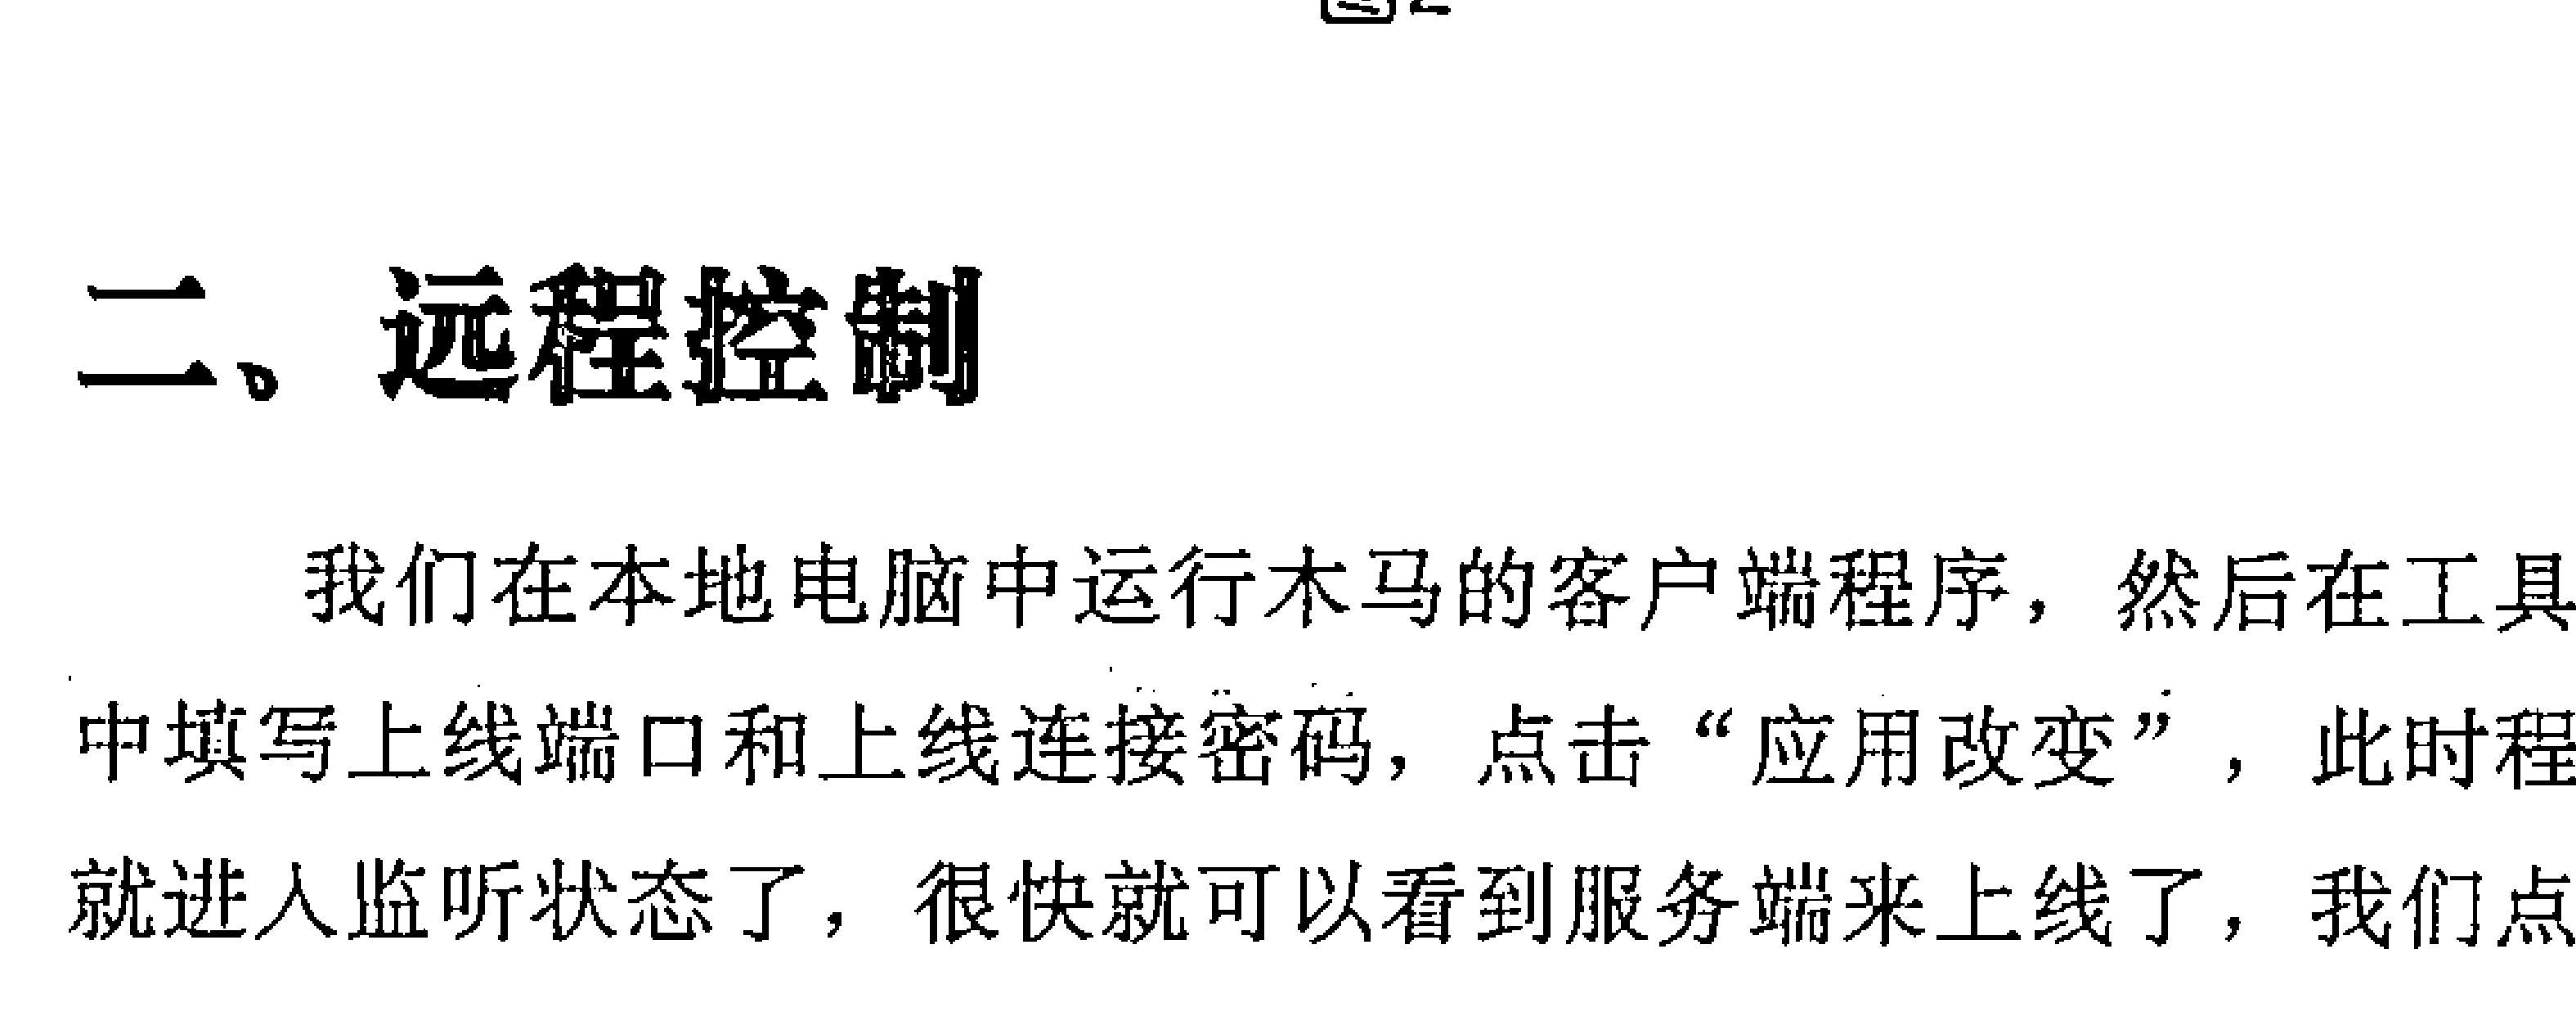 图2
二、远程控制
我们在本地电脑中运行木马的客户端程序，然后在工具
中填写上线端口和上线连接密码，点击“应用改变”，此时程
就进入监听状态了，很快就可以看到服务端来上线了，我们点